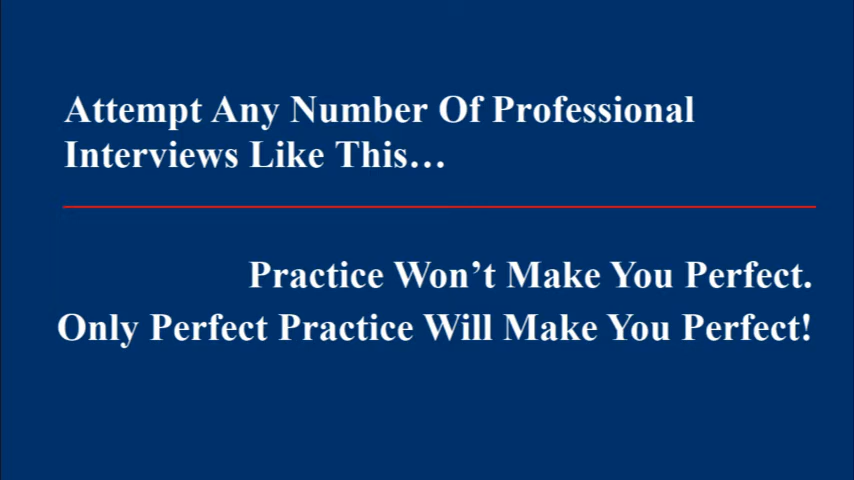 Attempt Any Number Of Professional
Interviews Like This…
Practice Won’t Make You Perfect.
Only Perfect Practice Will Make You Perfect!